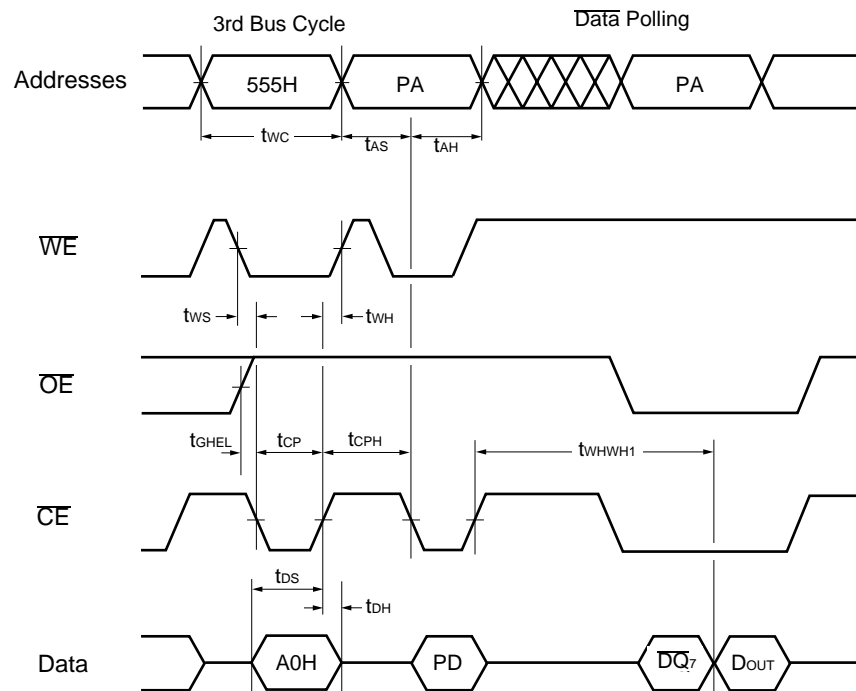 3rd Bus Cycle
Data Polling
Addresses
555H
PA
PA
tWC
tAS
tAH
WE
tWS
tWH
OE
tGHEL
tCP
tCPH
tWHWH1
CE
tDS
tDH
Data
A0H
PD
DQ7
DOUT